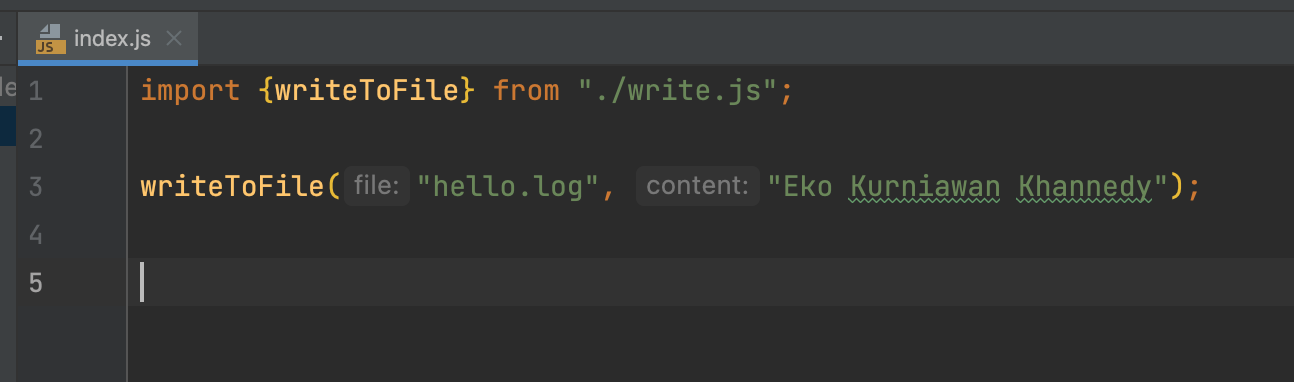 JS index.js
1 import {writeToFile} from "./write.js";
2
3 writeToFile( file: "hello.log", content: "Eko Kurniawan Khannedy");
4
5